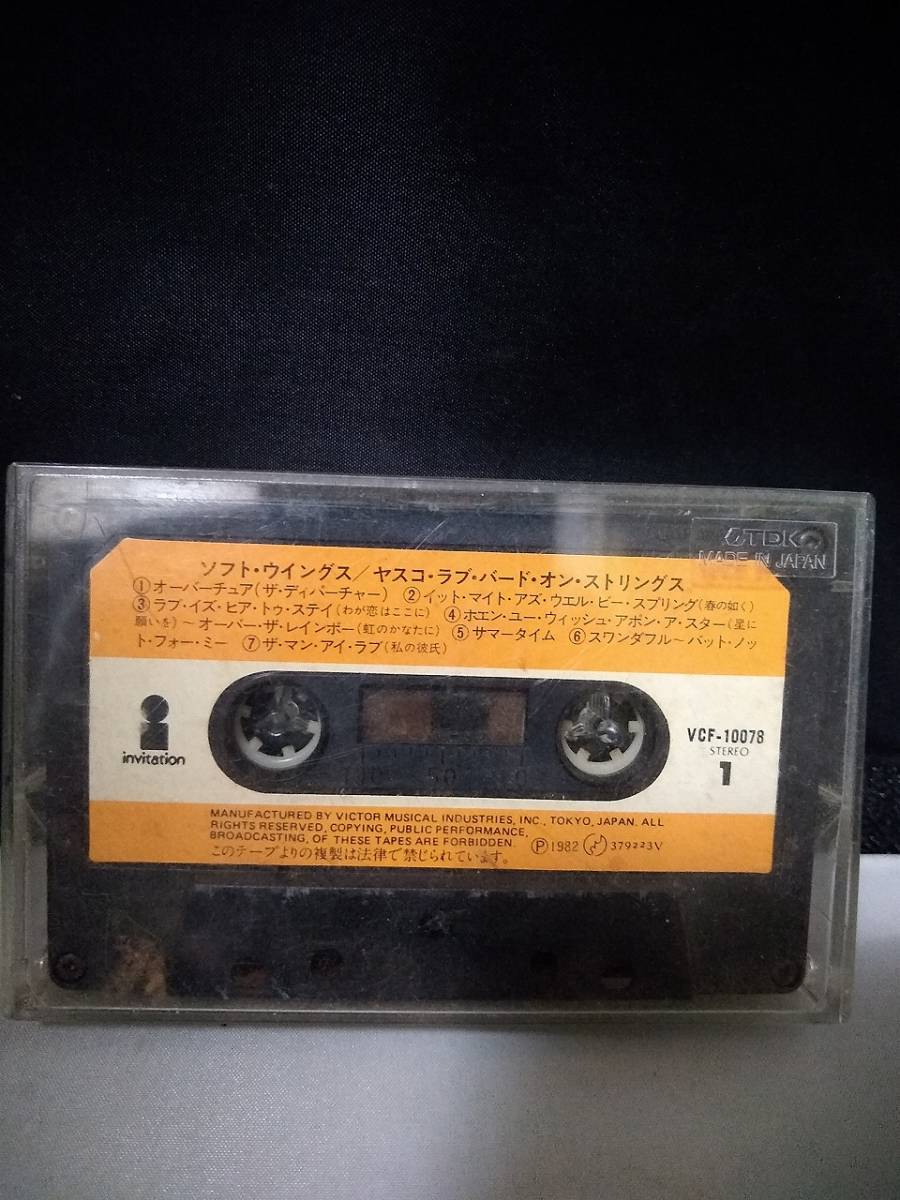 TDK
MADE IN JAPAN
ソフト・ウイングス/ヤスコ・ラブ・バード・オン・ストリングス
①オーバーチュア(ザ・ディパーチャー) ②イット・マイト・アズ・ウエル・ビー・スプリング(春の如く)
③ラブ・イズ・ヒア・トゥ・ステイ(わが恋はここに) ④ホエン・ユー・ウィッシュ・アポン・ア・スター(星に
願いを)～オーバー・ザ・レインボー(虹のかなたに) ⑤サマータイム ⑥スワンダフル～バット・ノッ
ト・フォー・ミー ⑦ザ・マン・アイ・ラブ(私の彼氏)
invitation
100 50 0
VCF-10078
STEREO
1
MANUFACTURED BY VICTOR MUSICAL INDUSTRIES, INC., TOKYO, JAPAN. ALL
RIGHTS RESERVED, COPYING, PUBLIC PERFORMANCE,
BROADCASTING, OF THESE TAPES ARE FORBIDDEN.
このテープよりの複製は法律で禁じられています。
Ⓟ1982 379223V